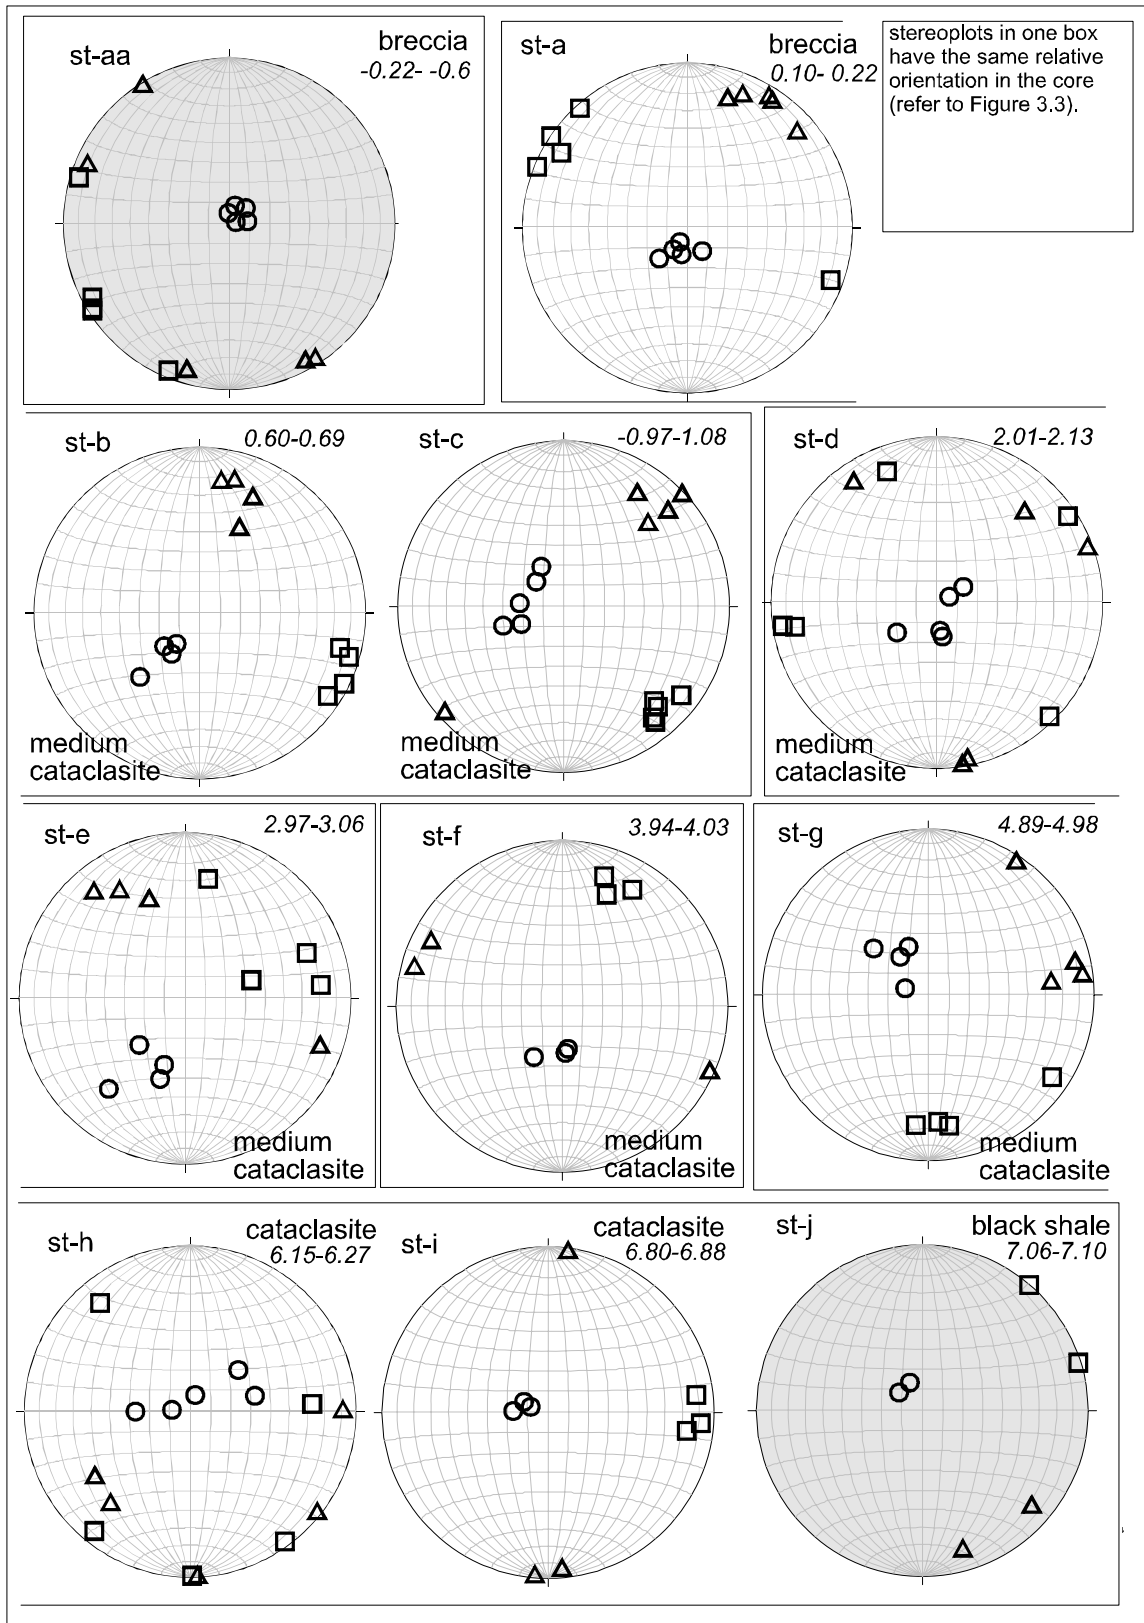 st-aa
breccia
-0.22- -0.6
st-a
breccia
0.10- 0.22
stereoplots in one box
have the same relative
orientation in the core
(refer to Figure 3.3).
st-b
0.60-0.69
medium
cataclasite
st-c
-0.97-1.08
medium
cataclasite
st-d
2.01-2.13
medium
cataclasite
st-e
2.97-3.06
medium
cataclasite
st-f
3.94-4.03
medium
cataclasite
st-g
4.89-4.98
medium
cataclasite
st-h
cataclasite
6.15-6.27
st-i
cataclasite
6.80-6.88
st-j
black shale
7.06-7.10